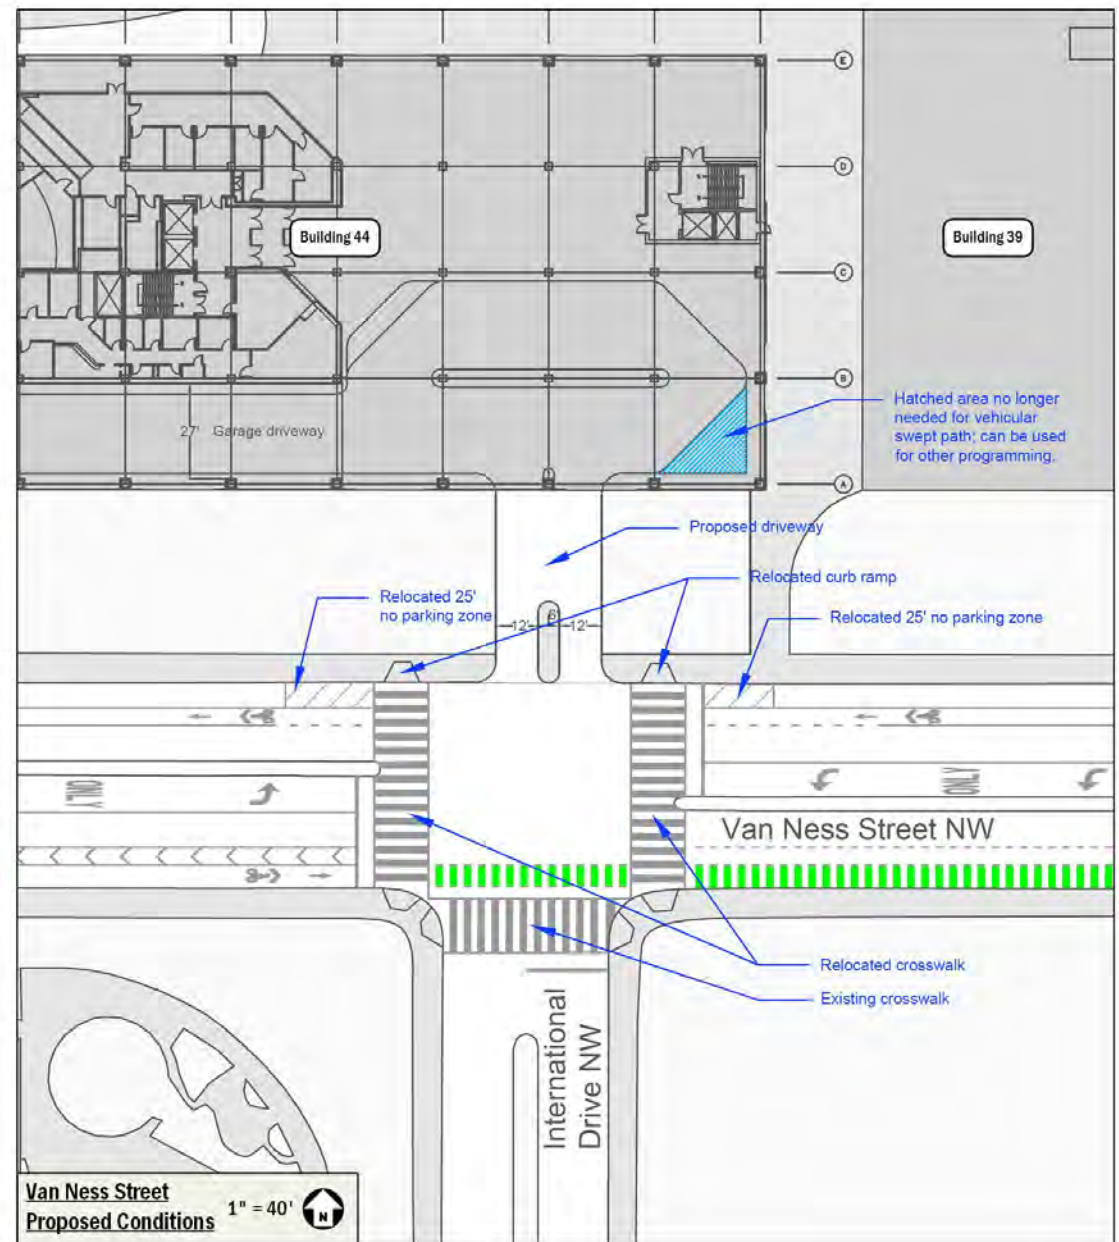 E
D
Building 44
Building 39
C
B
Hatched area no longer
needed for vehicular
swept path; can be used
for other programming.
27' Garage driveway
A
Proposed driveway
Relocated curb ramp
Relocated 25'
no parking zone
Relocated 25' no parking zone
12'
6'
12'
ONLY
ONLY
Van Ness Street NW
Relocated crosswalk
Existing crosswalk
International
Drive NW
Van Ness Street
Proposed Conditions
1" = 40'
N